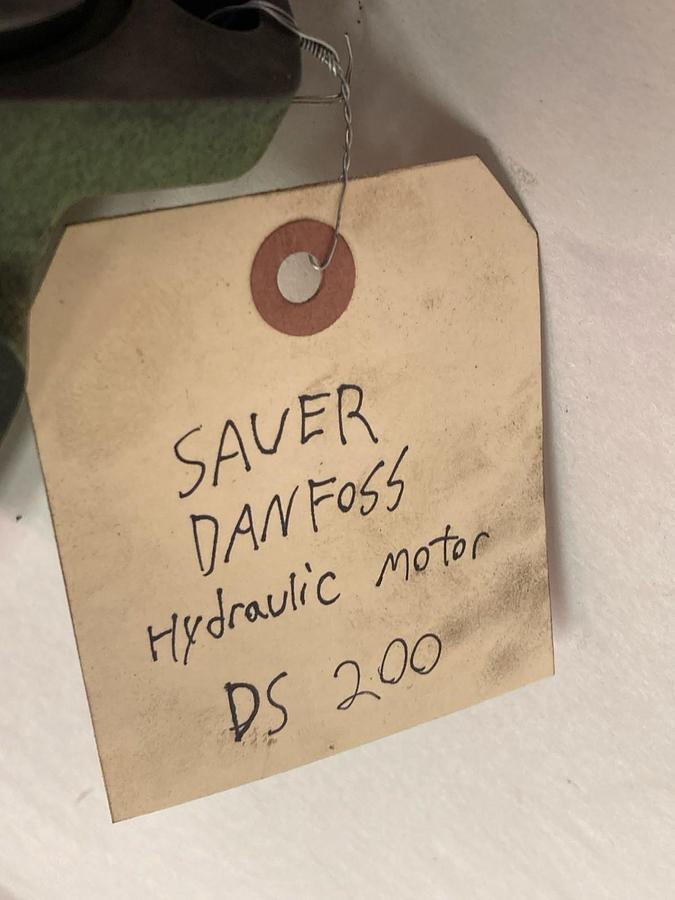 SAUER
DANFOSS
Hydraulic Motor
DS 200